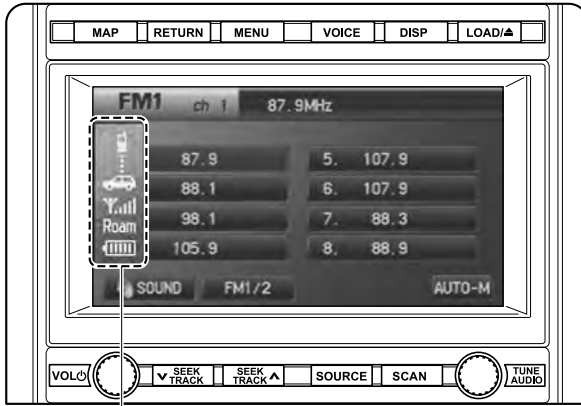 MAP RETURN MENU VOICE DISP LOAD/
FM1 ch 1 87.9MHz
87.9 5. 107.9
88.1 6. 107.9
98.1 7. 88.3
Roam
105.9 8. 88.9
SOUND FM1/2 AUTO-M
VOL SEEK TRACK SEEK TRACK SOURCE SCAN TUNE AUDIO